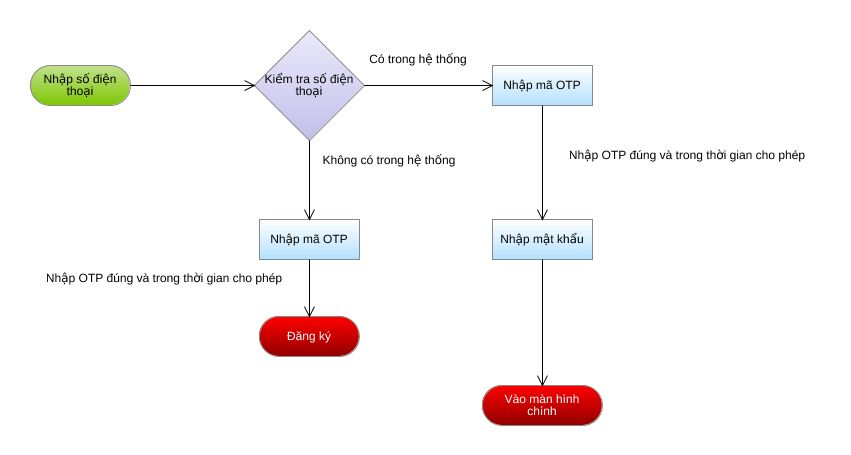 Có trong hệ thống
Nhập số điện
thoại
Kiểm tra số điện
thoại
Nhập mã OTP
Không có trong hệ thống
Nhập OTP đúng và trong thời gian cho phép
Nhập mã OTP
Nhập mật khẩu
Nhập OTP đúng và trong thời gian cho phép
Đăng ký
Vào màn hình
chính